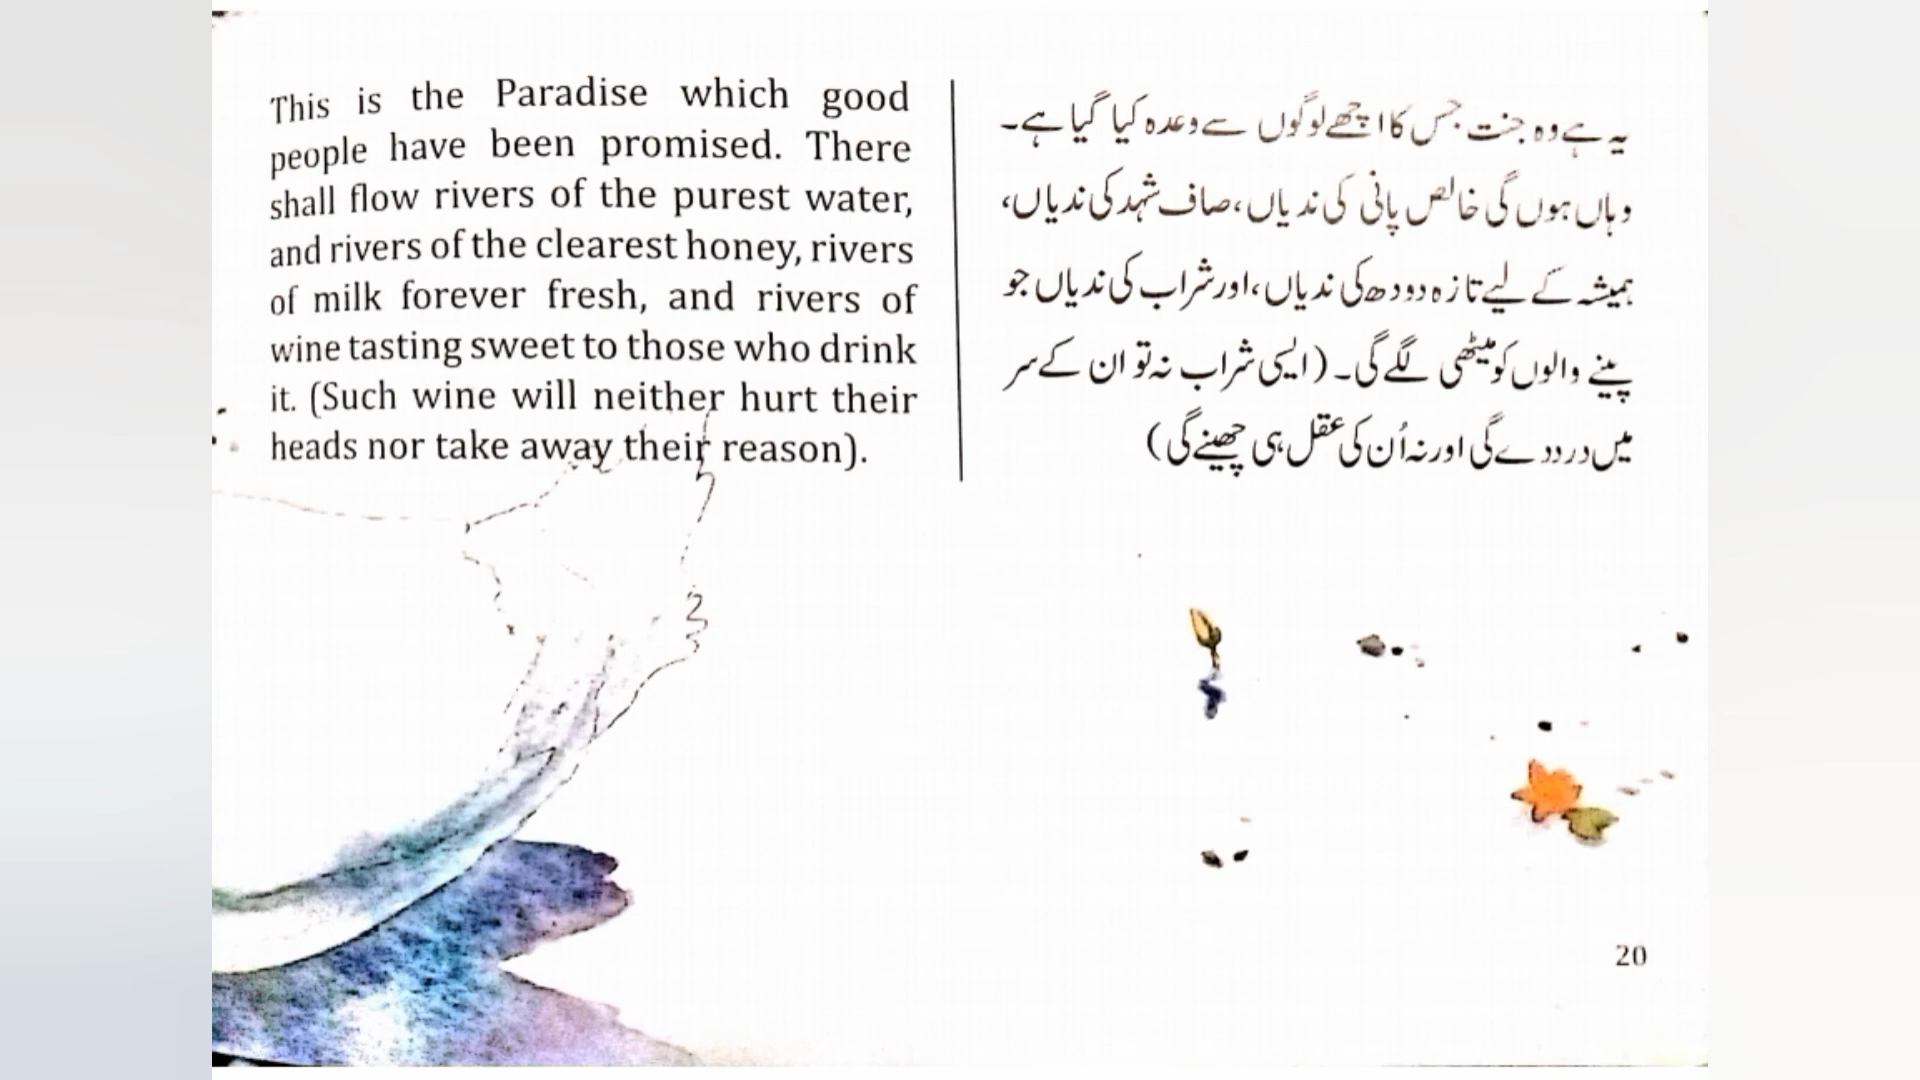 This is the Paradise which good
people have been promised. There
shall flow rivers of the purest water,
and rivers of the clearest honey, rivers
of milk forever fresh, and rivers of
wine tasting sweet to those who drink
it. (Such wine will neither hurt their
heads nor take away their reason).
یہ ہے وہ جنت جس کا اچھے لوگوں سے وعدہ کیا گیا ہے۔
وہاں ہوں گی خالص پانی کی ندیاں، صاف شہد کی ندیاں،
ہمیشہ کے لیے تازہ دودھ کی ندیاں، اور شراب کی ندیاں جو
پینے والوں کو میٹھی لگے گی۔ (ایسی شراب نہ تو ان کے سر
میں درد دے گی اور نہ اُن کی عقل ہی چھینے گی)
20